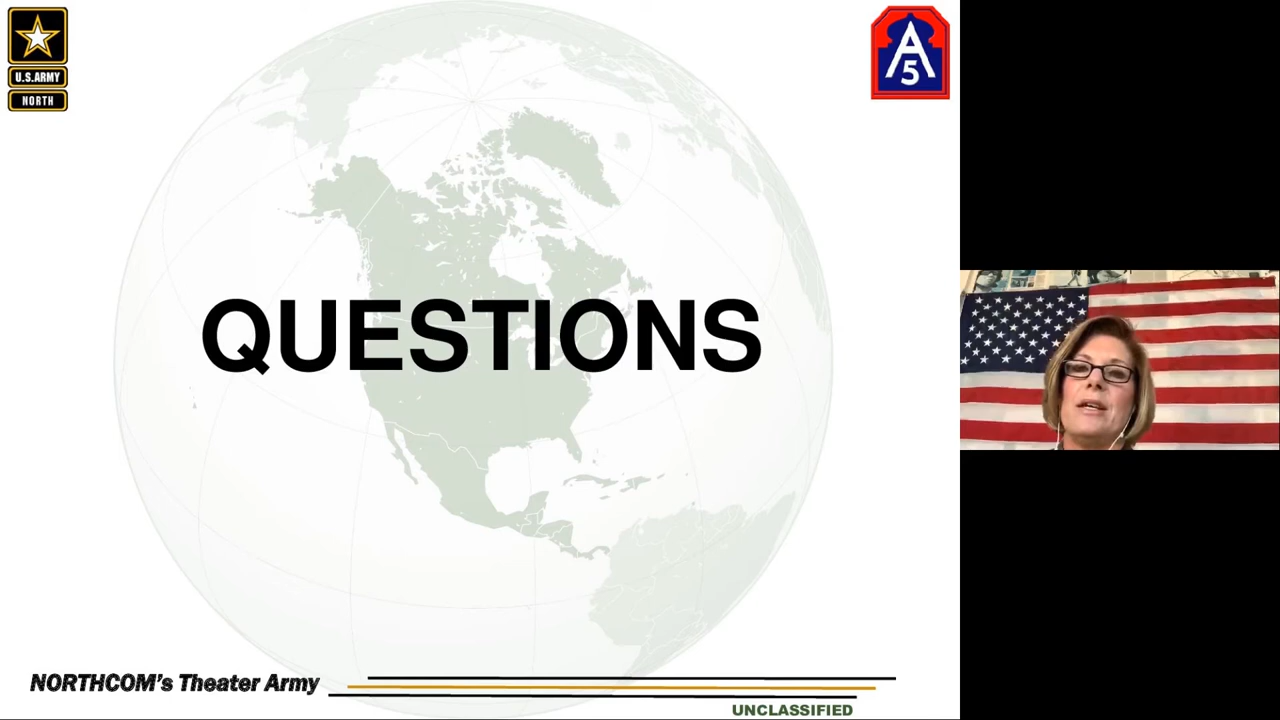 U.S.ARMY
NORTH
A
5
QUESTIONS
NORTHCOM's Theater Army
UNCLASSIFIED